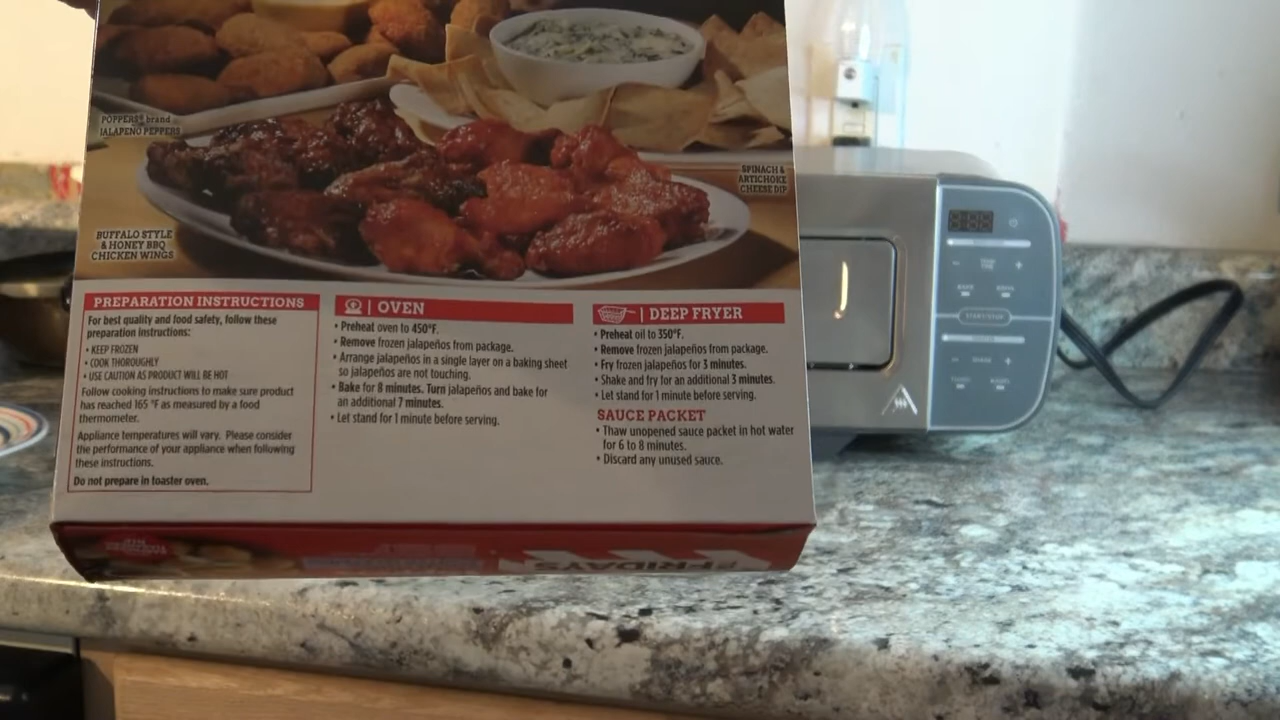 POPPERS® brand
JALAPENO PEPPERS
SPINACH &
ARTICHOKE
CHEESE DIP
BUFFALO STYLE
& HONEY BBQ
CHICKEN WINGS
PREPARATION INSTRUCTIONS
For best quality and food safety, follow these
preparation instructions:
• KEEP FROZEN
• COOK THOROUGHLY
• USE CAUTION AS PRODUCT WILL BE HOT
Follow cooking instructions to make sure product
has reached 165 °F as measured by a food
thermometer.
Appliance temperatures will vary. Please consider
the performance of your appliance when following
these instructions.
Do not prepare in toaster oven.
| OVEN
• Preheat oven to 450°F.
• Remove frozen jalapeños from package.
• Arrange jalapeños in a single layer on a baking sheet
so jalapeños are not touching.
• Bake for 8 minutes. Turn jalapeños and bake for
an additional 7 minutes.
• Let stand for 1 minute before serving.
| DEEP FRYER
• Preheat oil to 350°F.
• Remove frozen jalapeños from package.
• Fry frozen jalapeños for 3 minutes.
• Shake and fry for an additional 3 minutes.
• Let stand for 1 minute before serving.
SAUCE PACKET
• Thaw unopened sauce packet in hot water
for 6 to 8 minutes.
• Discard any unused sauce.
FRIDAYS
START/STOP